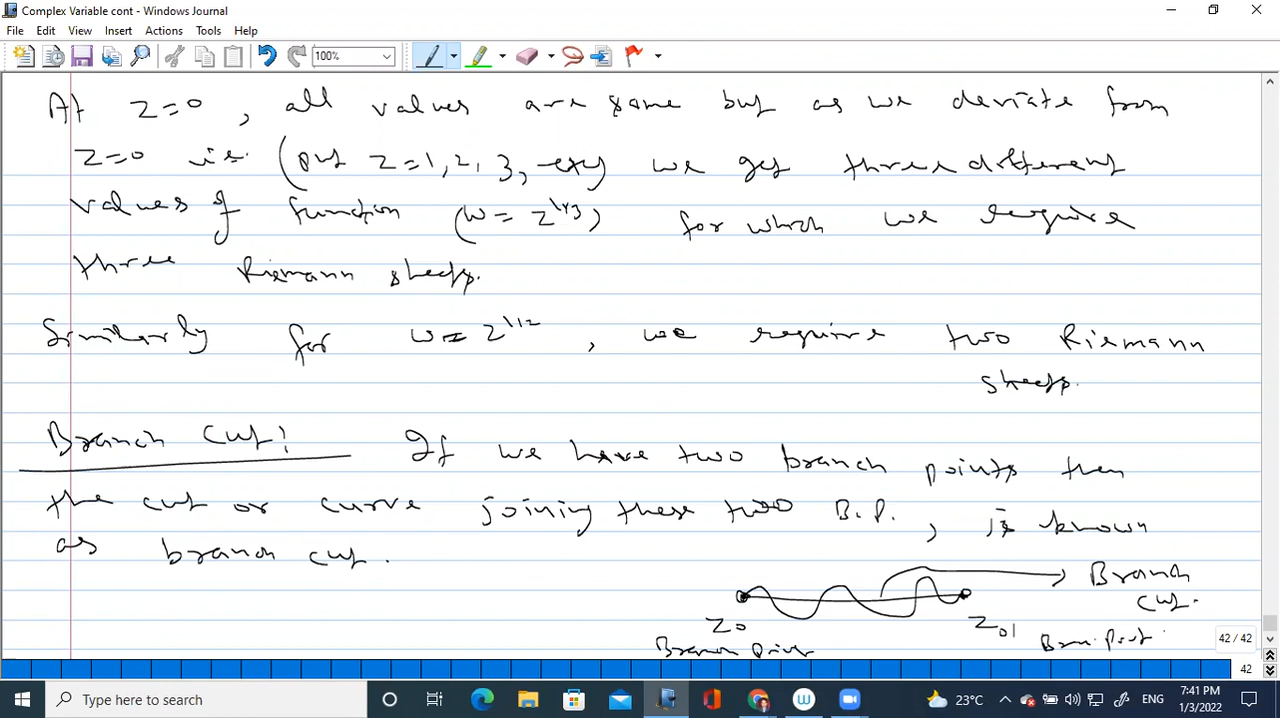 Complex Variable cont - Windows Journal
File Edit View Insert Actions Tools Help
100%
At z=0, all values are same but as we deviate from
z=0 i.e. (put z=1, 2, 3, -etc) we get three different
values of function (w = z^1/3) for which we require
three Riemann sheets.
Similarly for w = z^1/2, we require two Riemann
sheets.
Branch cut: If we have two branch points then
the cut or curve joining these two B.P., is known
as branch cut.
Branch
cut.
z0
z01
Branch Point
42 / 42
42
Type here to search
23°C
ENG
7:41 PM
1/3/2022